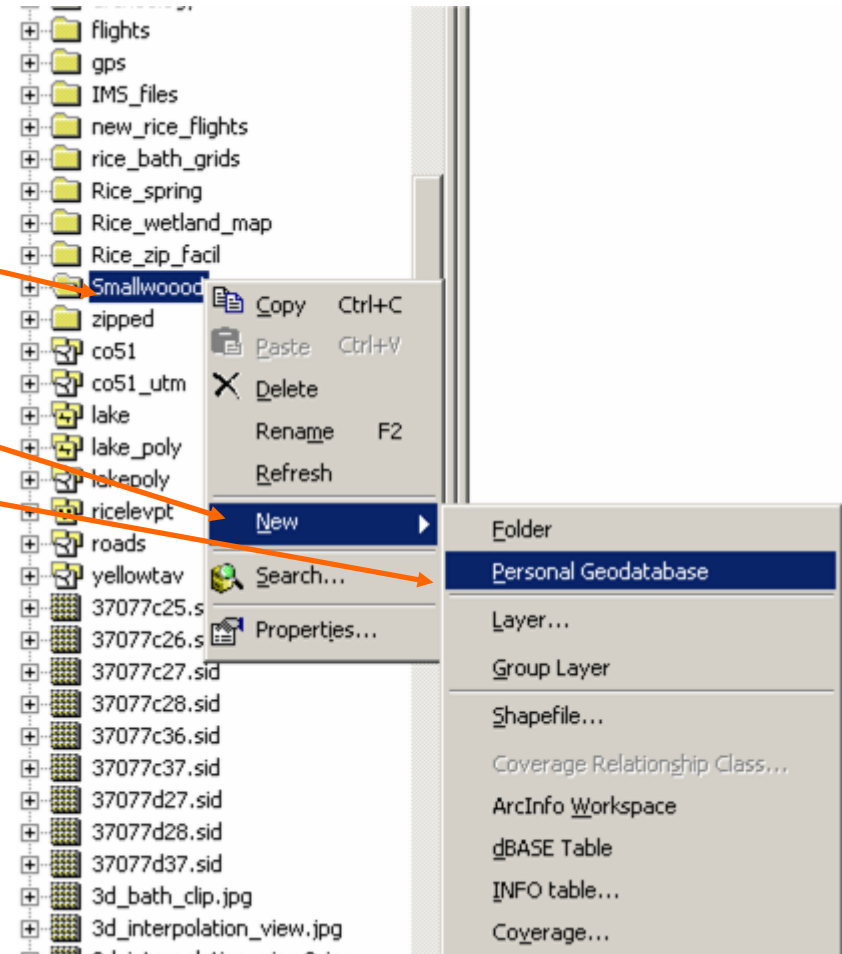 flights
gps
IMS_files
new_rice_flights
rice_bath_grids
Rice_spring
Rice_wetland_map
Rice_zip_facil
Smallwoood
zipped
co51
co51_utm
lake
lake_poly
lakepoly
ricelevpt
roads
yellowtav
37077c25.s
37077c26.s
37077c27.sid
37077c28.sid
37077c36.sid
37077c37.sid
37077d27.sid
37077d28.sid
37077d37.sid
3d_bath_clip.jpg
3d_interpolation_view.jpg
Copy Ctrl+C
Paste Ctrl+V
Delete
Rename F2
Refresh
New
Search...
Properties...
Folder
Personal Geodatabase
Layer...
Group Layer
Shapefile...
Coverage Relationship Class...
ArcInfo Workspace
dBASE Table
INFO table...
Coverage...